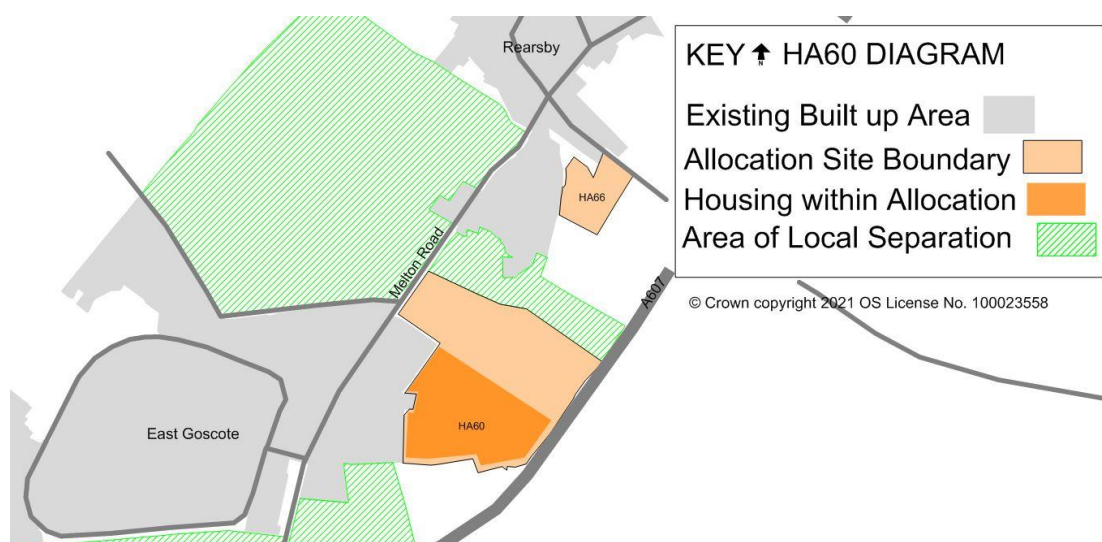 Rearsby
KEY N HA60 DIAGRAM
Existing Built up Area
Allocation Site Boundary
Housing within Allocation
Area of Local Separation
© Crown copyright 2021 OS License No. 100023558
HA66
Melton Road
A607
HA60
East Goscote